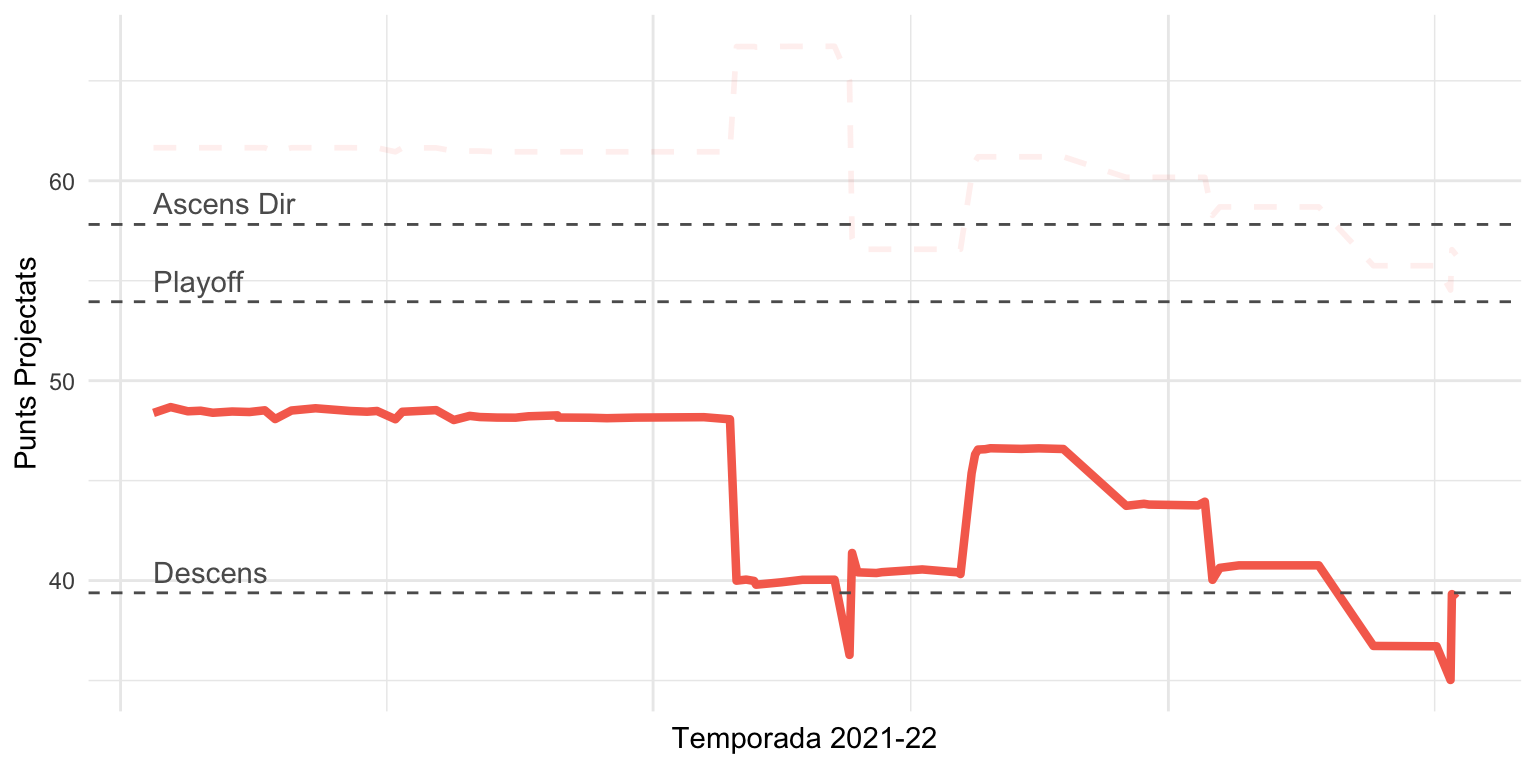 60
Ascens Dir
Playoff
50
Descens
40
Punts Projectats
Temporada 2021-22